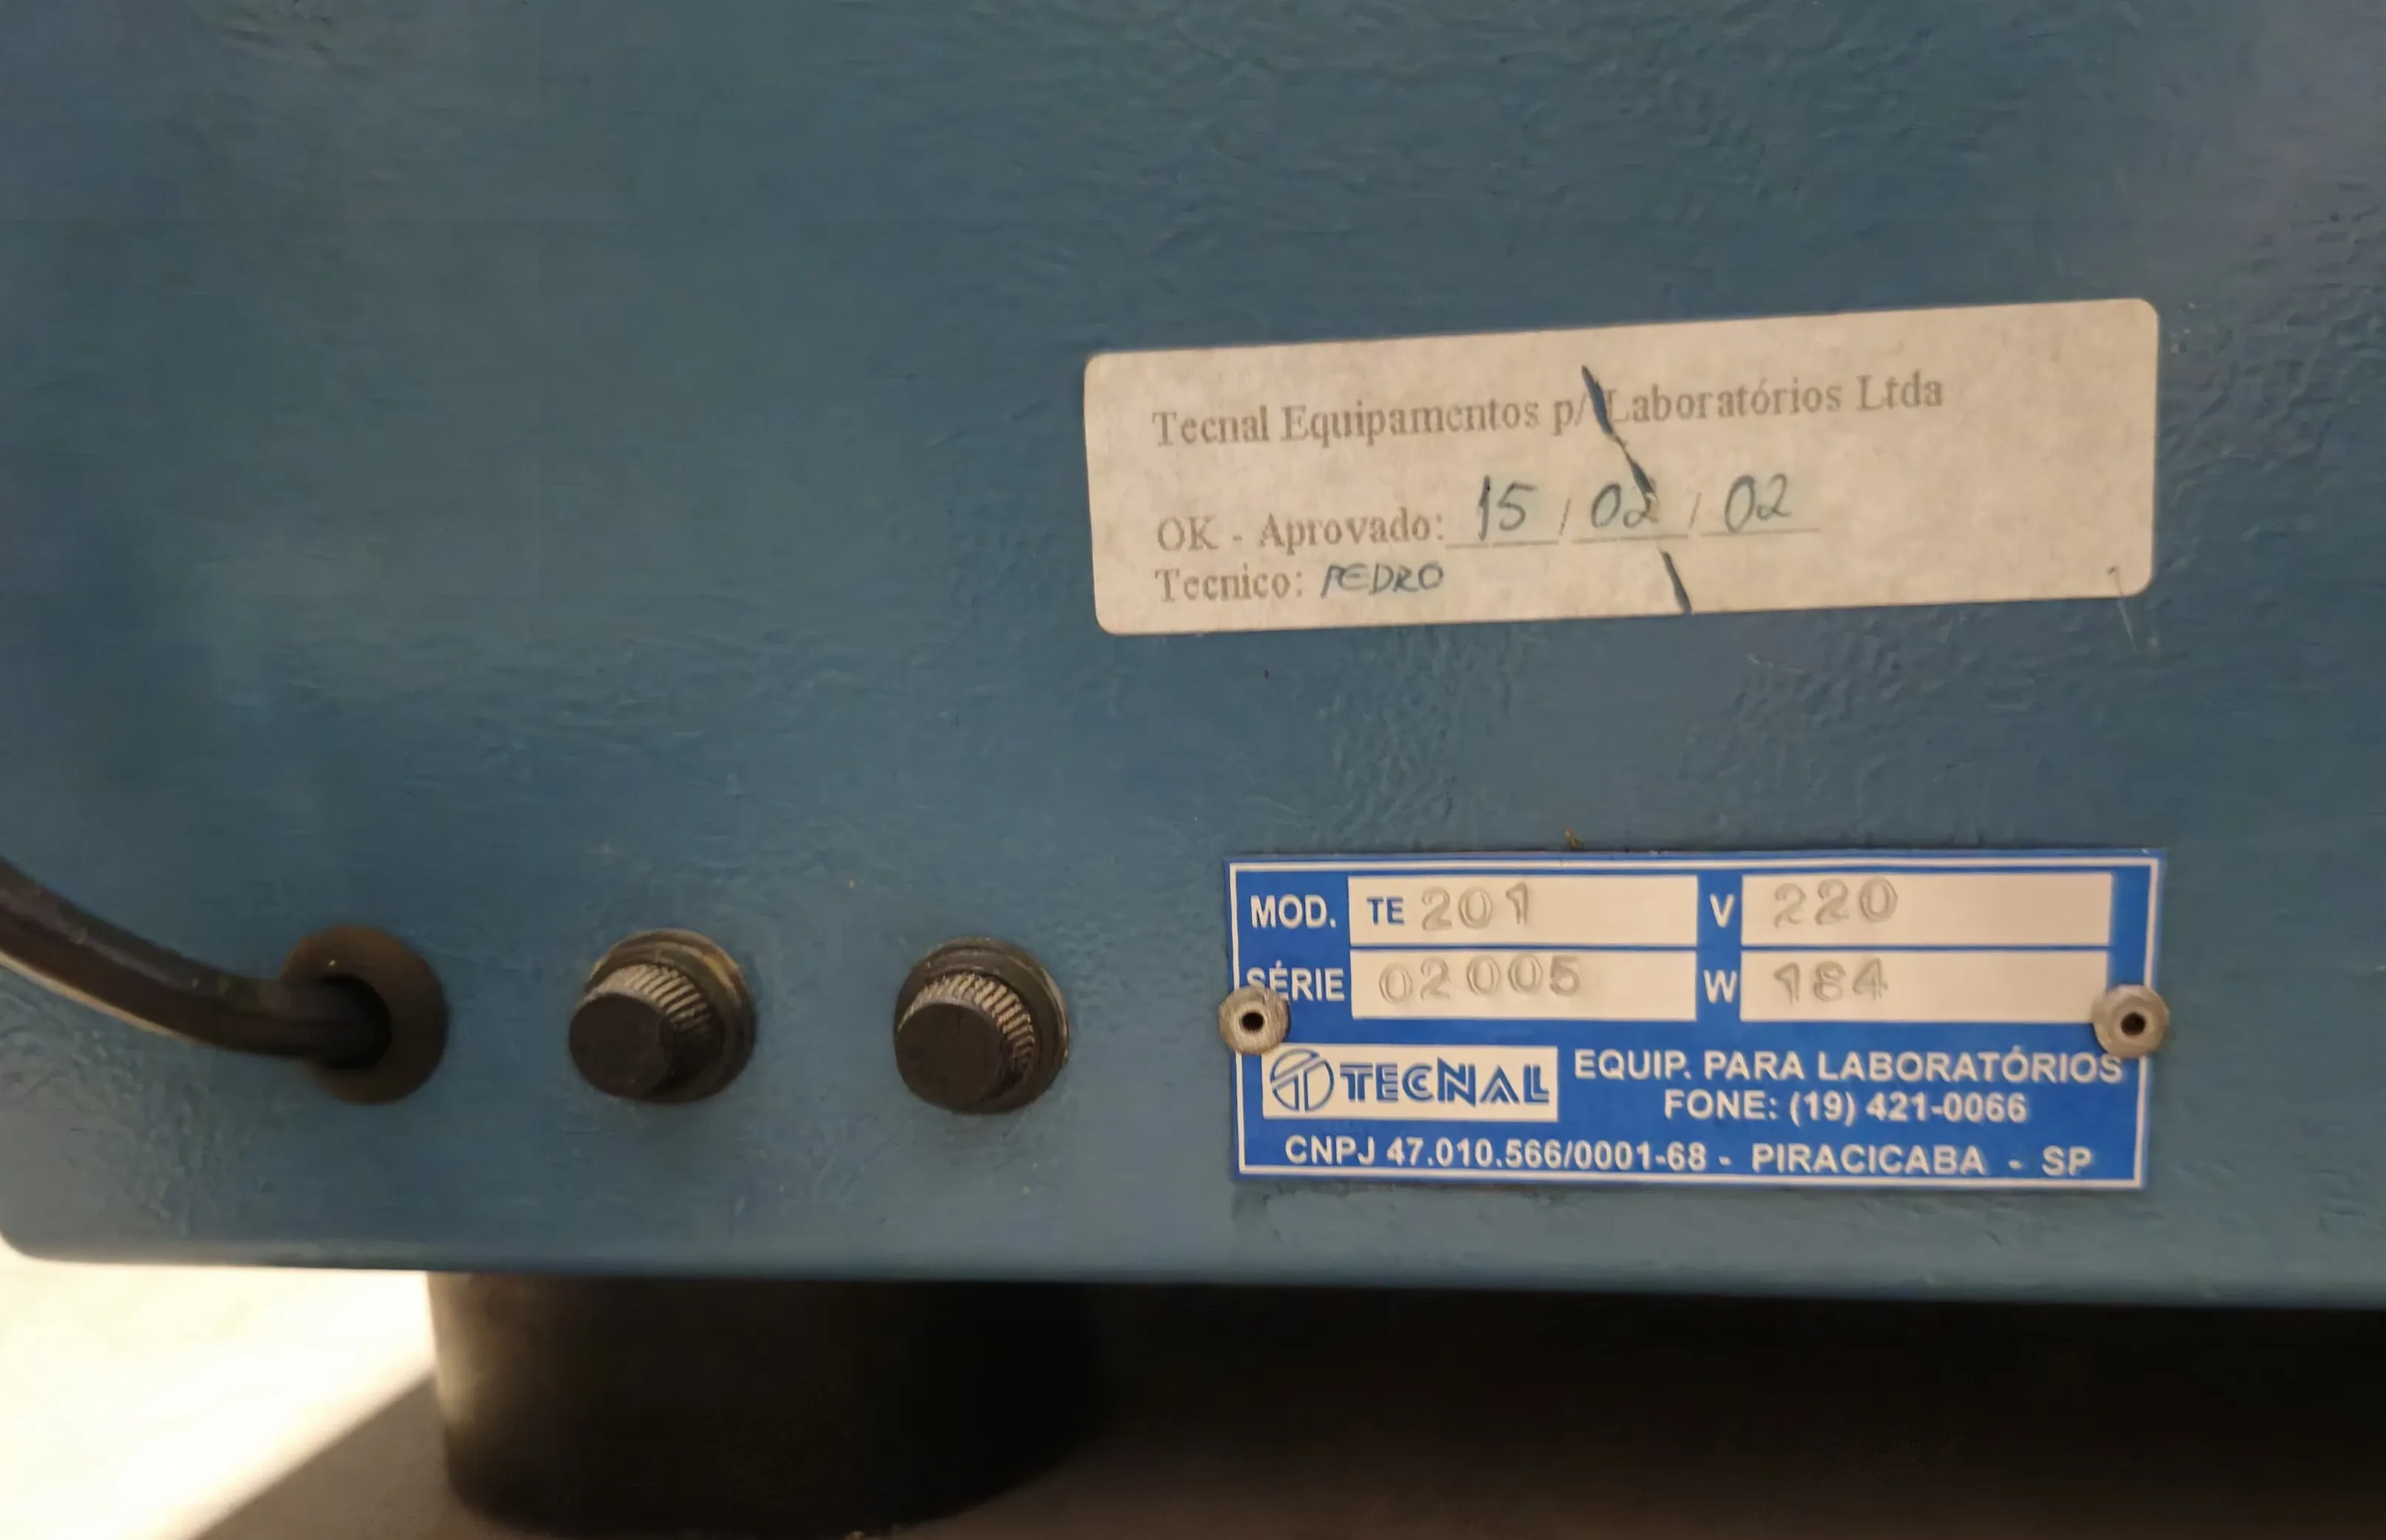 Tecnal Equipamentos p/ Laboratórios Ltda
OK - Aprovado: 15 / 02 / 02
Tecnico: PEDRO
MOD. TE 201 V 220
SÉRIE 02005 W 184
TECNAL
EQUIP. PARA LABORATÓRIOS
FONE: (19) 421-0066
CNPJ 47.010.566/0001-68 - PIRACICABA - SP